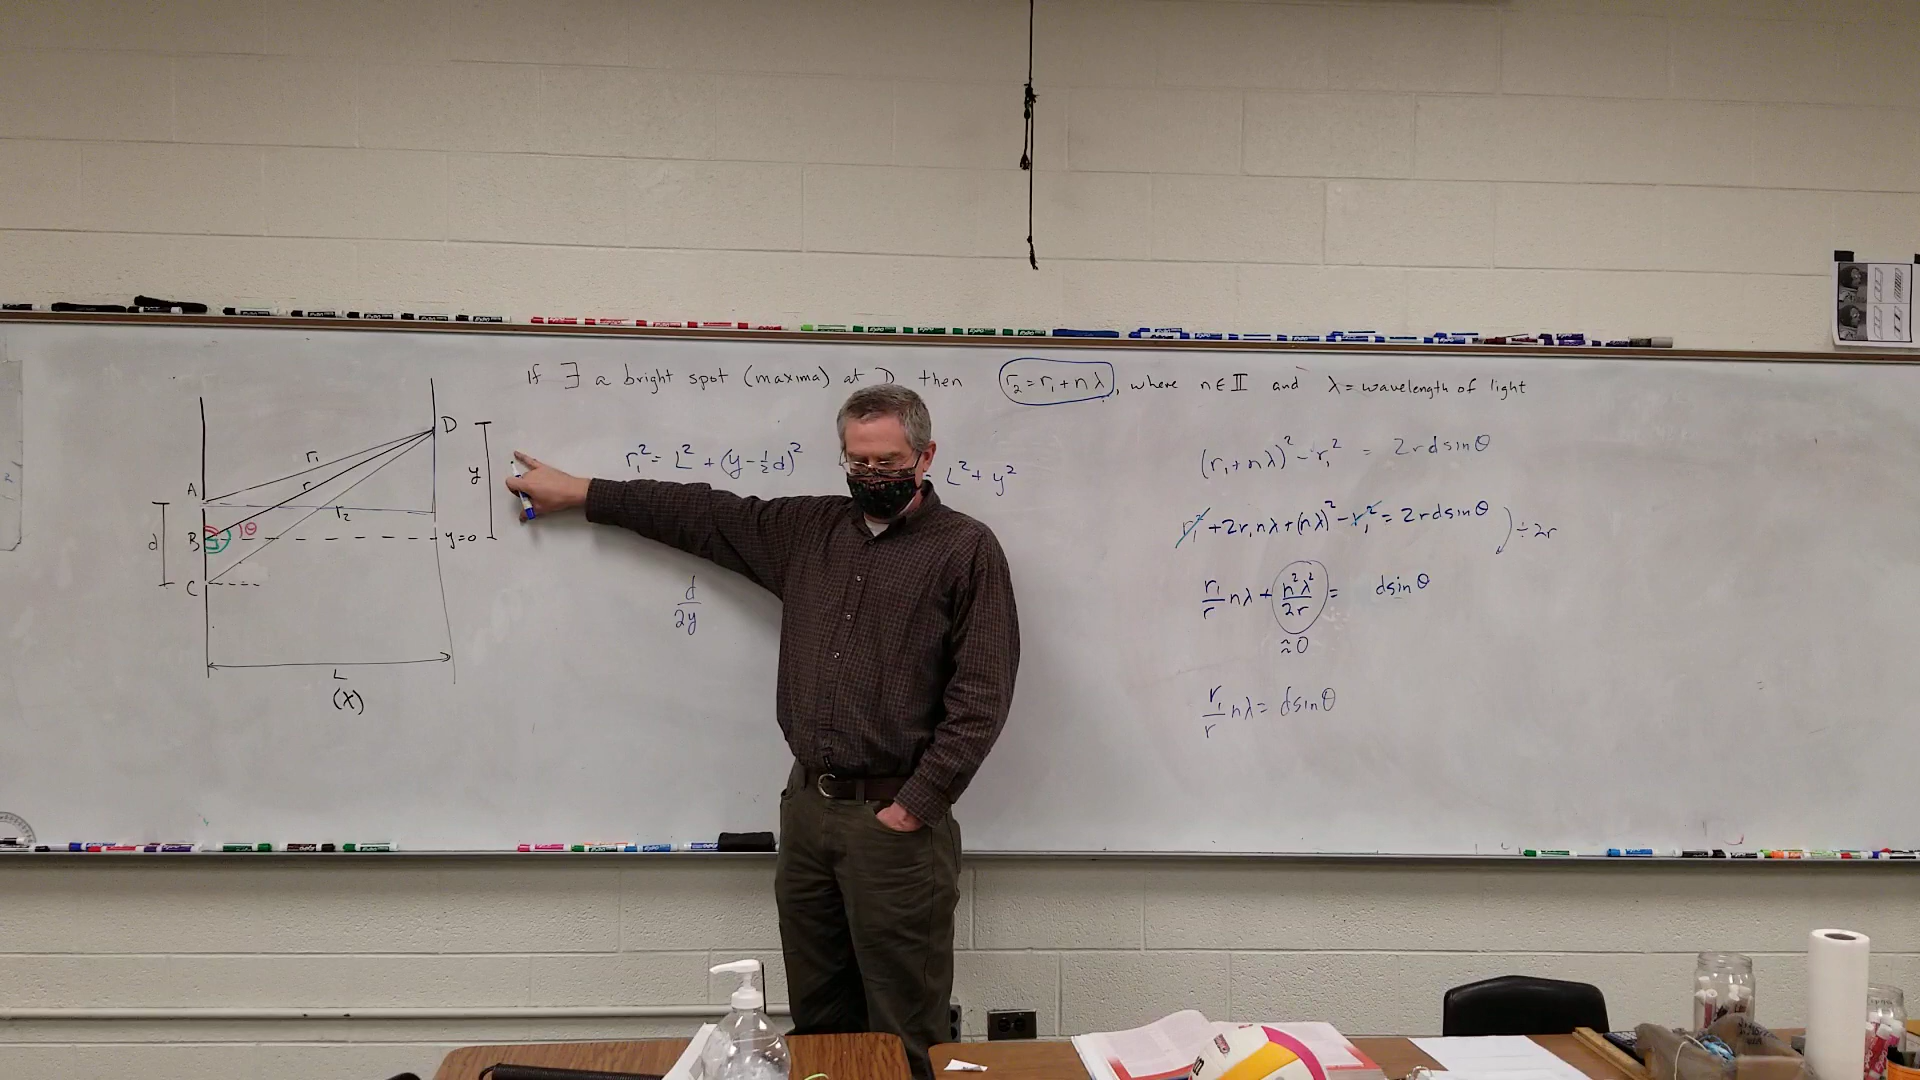 If ∃ a bright spot (maxima) at D then r₂ = r₁ + nλ, where n ∈ II and λ = wavelength of light
r₁² = L² + (y - ½d)²
= L² + y²
d/2y
(r₁ + nλ)² - r₁² = 2rdsinθ
r₁² + 2r₁nλ + (nλ)² - r₁² = 2rdsinθ ) ÷2r
r₁/r nλ + n²λ²/2r = dsinθ
≈0
r₁/r nλ = dsinθ
D
r₁
y
r
A
r₂
θ
d
B
y=0
C
L
(X)